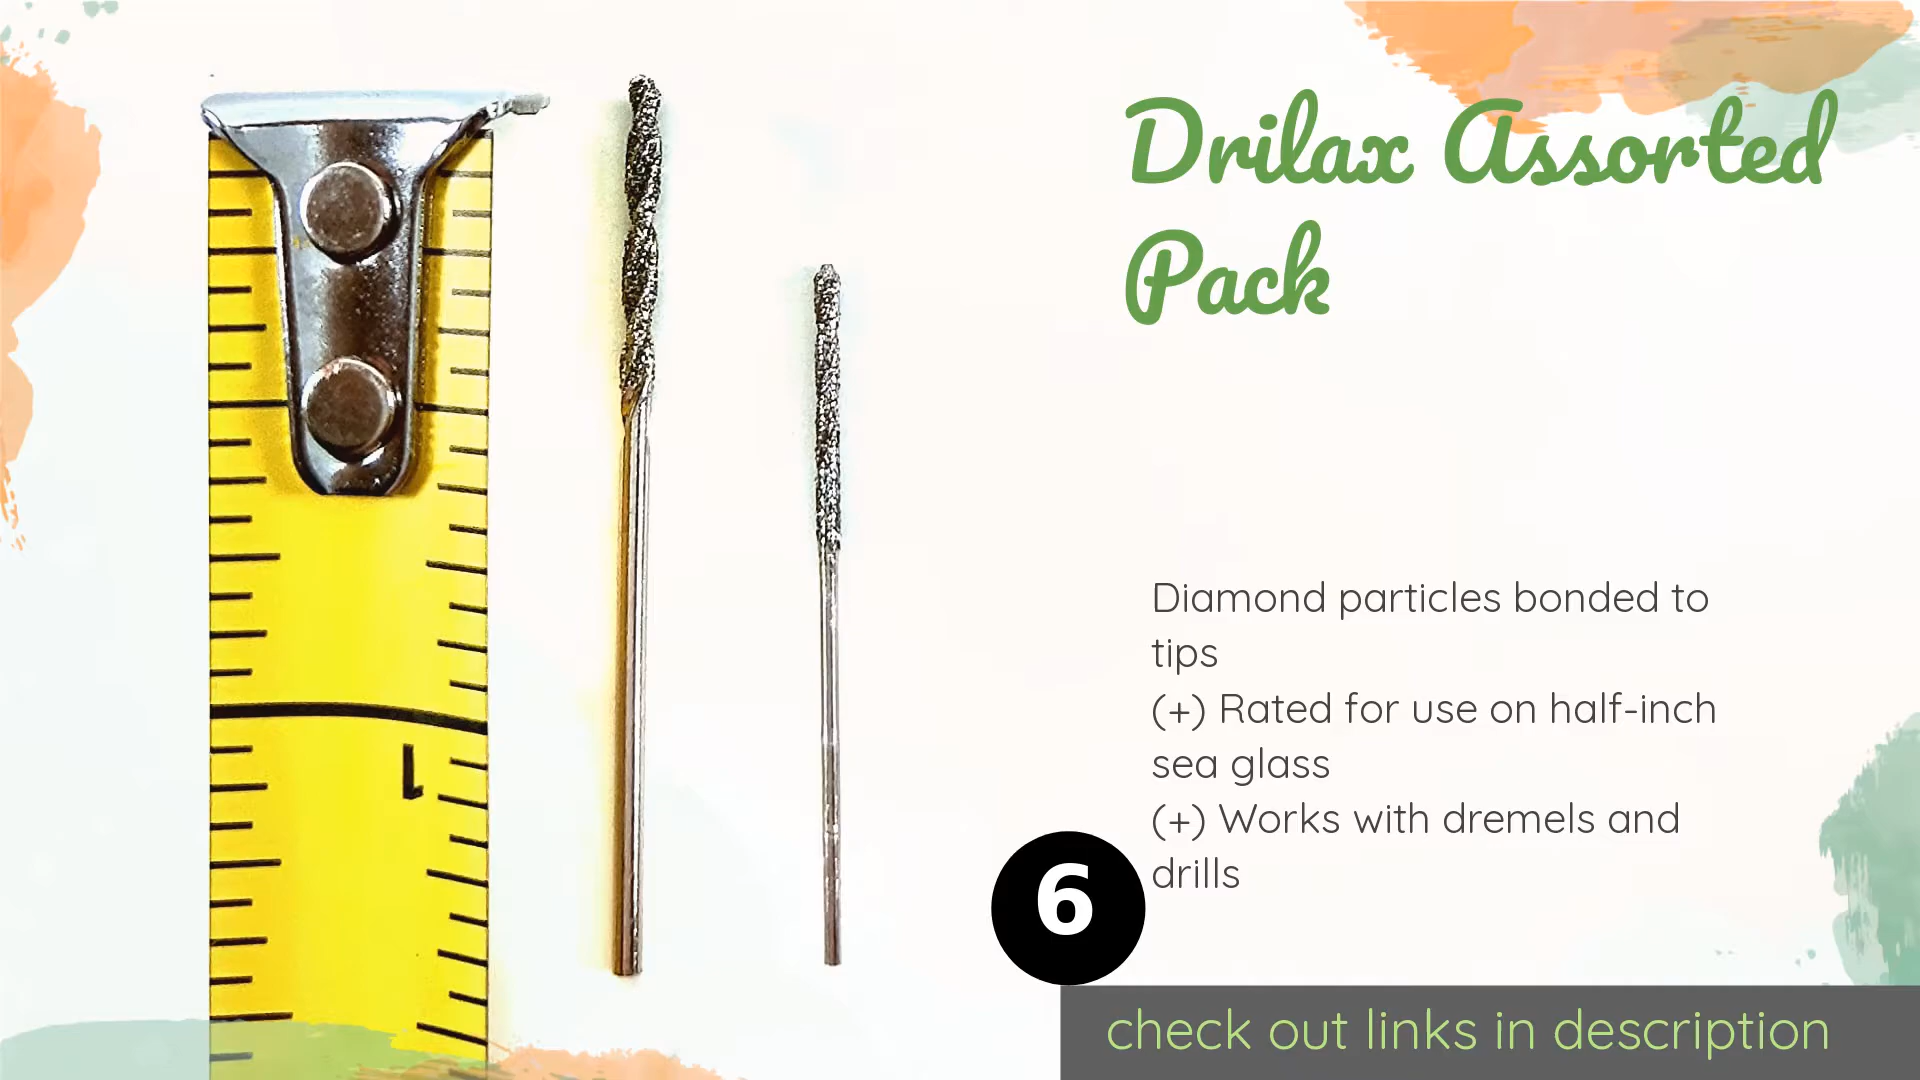 Drilax Assorted
Pack
1
Diamond particles bonded to
tips
(+) Rated for use on half-inch
sea glass
(+) Works with dremels and
drills
6
check out links in description